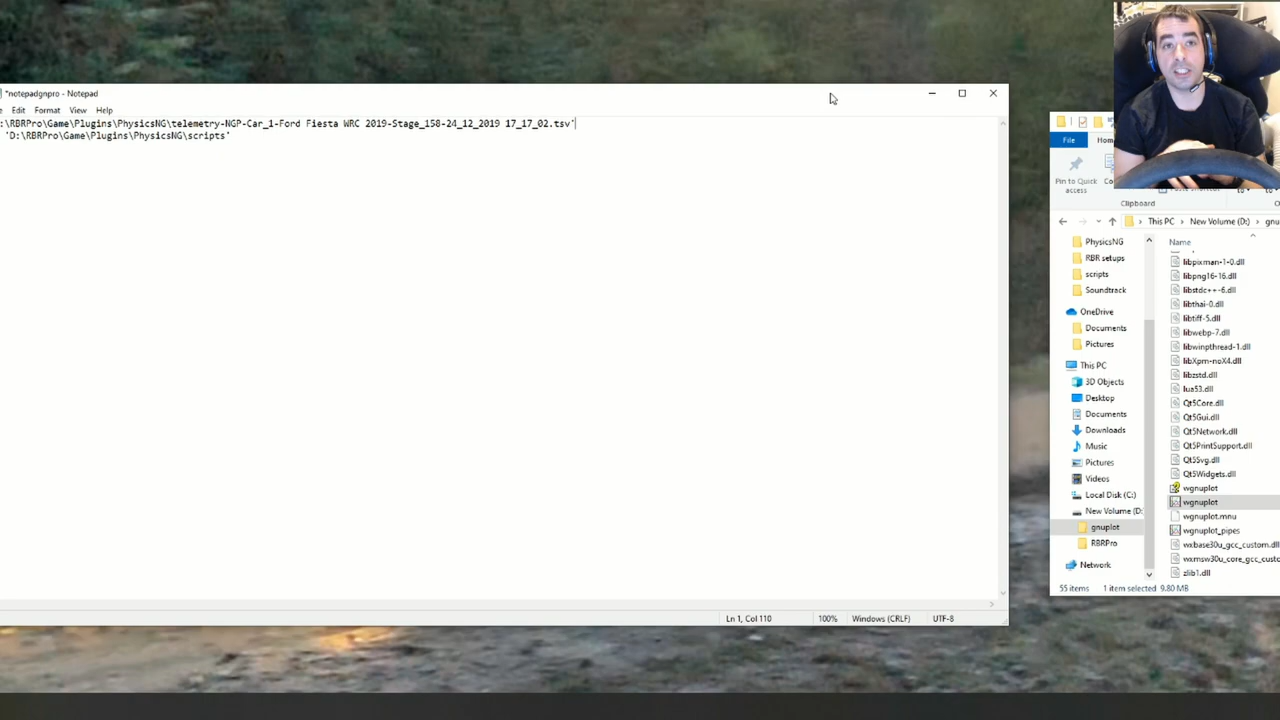 *notepadgnpro - Notepad
Edit Format View Help
:\RBRPro\Game\Plugins\PhysicsNG\telemetry-NGP-Car_1-Ford Fiesta WRC 2019-Stage_158-24_12_2019 17_17_02.tsv'
'D:\RBRPro\Game\Plugins\PhysicsNG\scripts'
Ln 1, Col 110
100%
Windows (CRLF)
UTF-8
File
Pin to Quick
access
Clipboard
This PC > New Volume (D:) > gnu
PhysicsNG
RBR setups
scripts
Soundtrack
OneDrive
Documents
Pictures
This PC
3D Objects
Desktop
Documents
Downloads
Music
Pictures
Videos
Local Disk (C:)
New Volume (D:
gnuplot
RBRPro
Network
Name
libpixman-1-0.dll
libpng16-16.dll
libstdc++-6.dll
libthai-0.dll
libtiff-5.dll
libwebp-7.dll
libwinpthread-1.dll
libXpm-noX4.dll
libzstd.dll
lua53.dll
Qt5Core.dll
Qt5Gui.dll
Qt5Network.dll
Qt5PrintSupport.dll
Qt5Svg.dll
Qt5Widgets.dll
wgnuplot
wgnuplot
wgnuplot.mnu
wgnuplot_pipes
wxbase30u_gcc_custom.dll
wxmsw30u_core_gcc_custo
zlib1.dll
55 items 1 item selected 9.80 MB